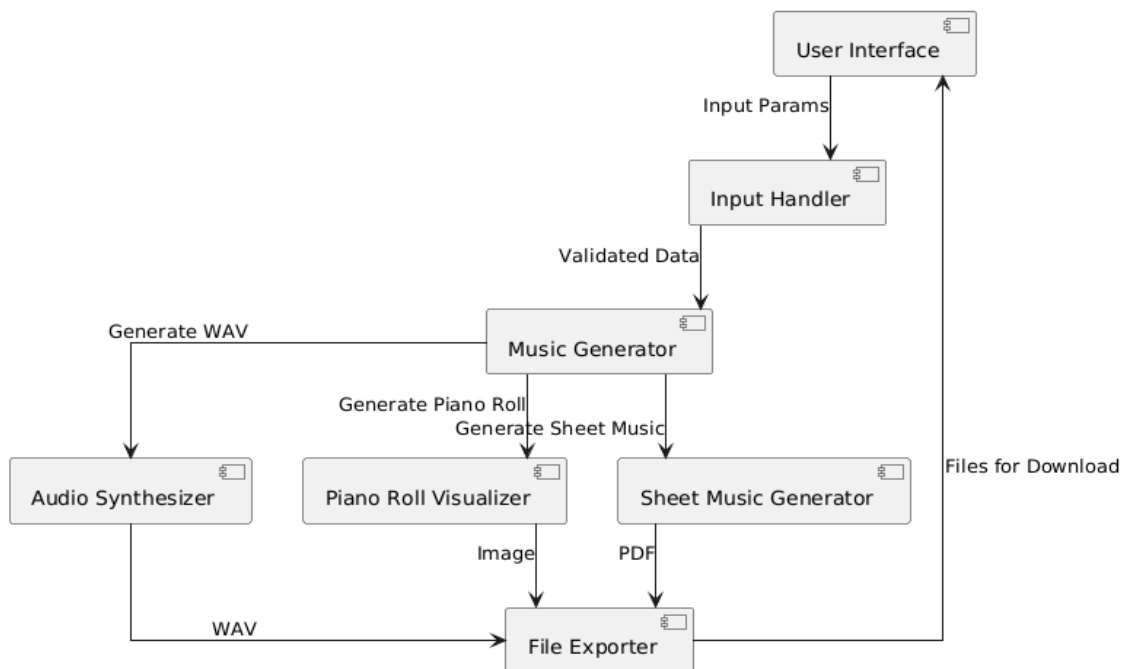 User Interface
Input Params
Input Handler
Validated Data
Music Generator
Generate WAV
Generate Piano Roll
Generate Sheet Music
Audio Synthesizer
Piano Roll Visualizer
Sheet Music Generator
Files for Download
Image
PDF
WAV
File Exporter